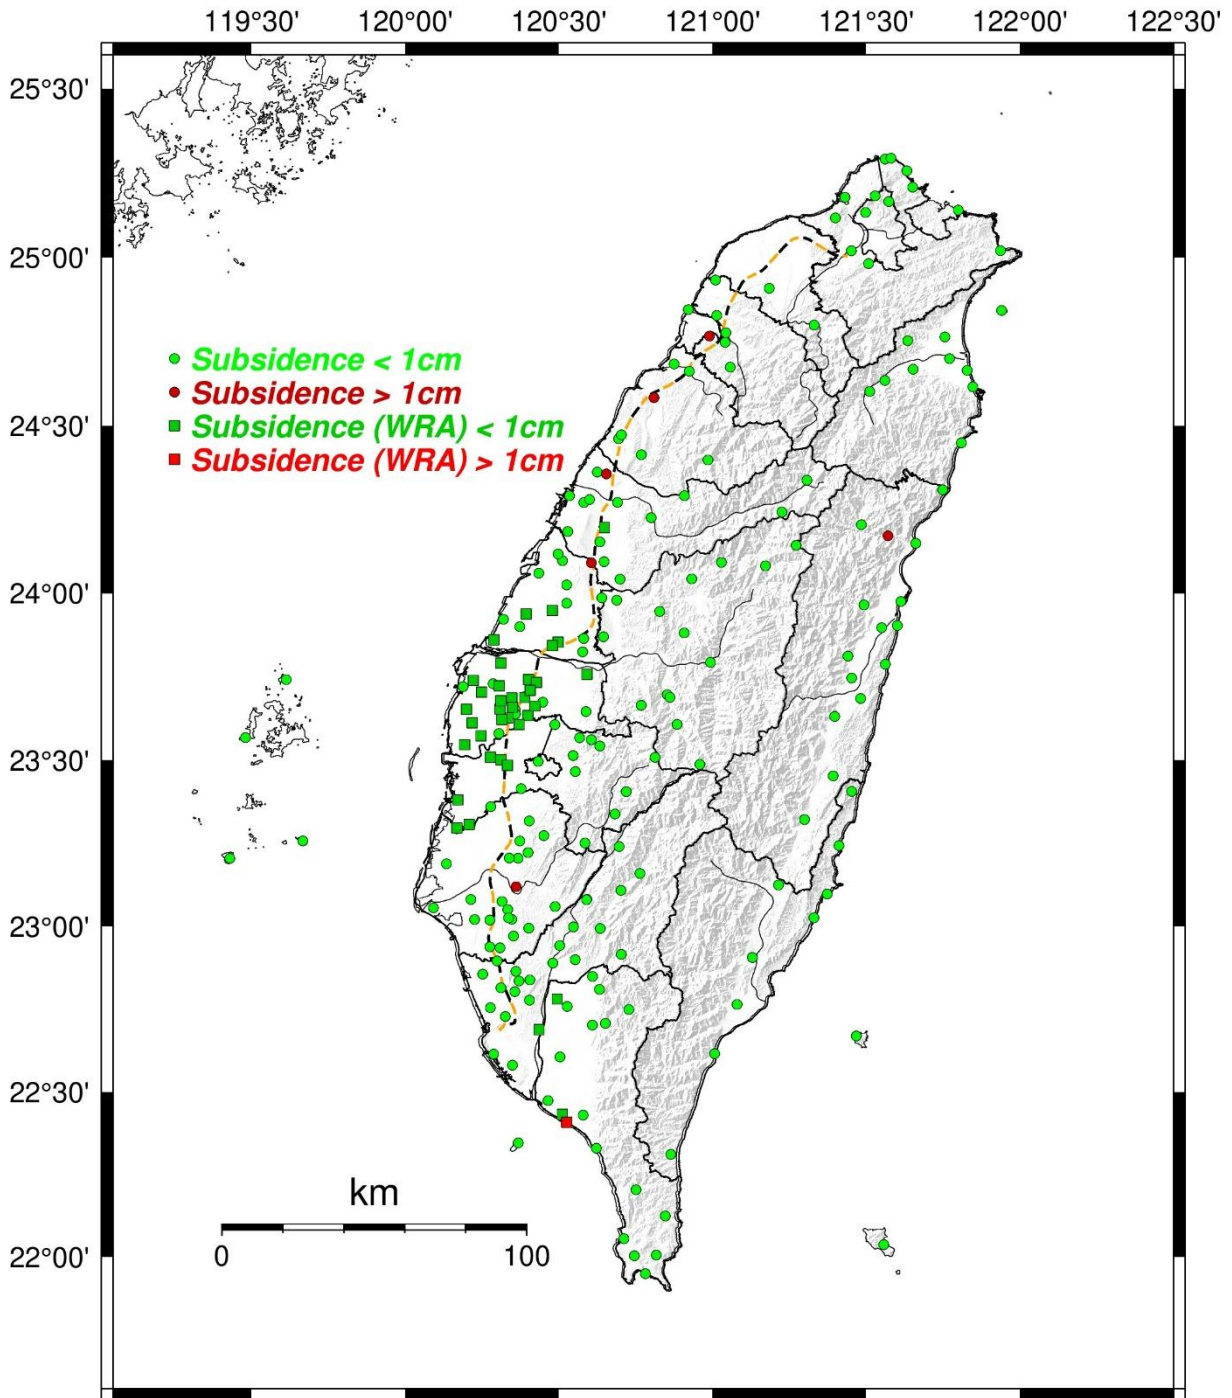 119°30' 120°00' 120°30' 121°00' 121°30' 122°00' 122°30'
25°30'
25°00'
Subsidence < 1cm
Subsidence > 1cm
24°30'
Subsidence (WRA) < 1cm
Subsidence (WRA) > 1cm
24°00'
23°30'
23°00'
22°30'
km
0 100
22°00'